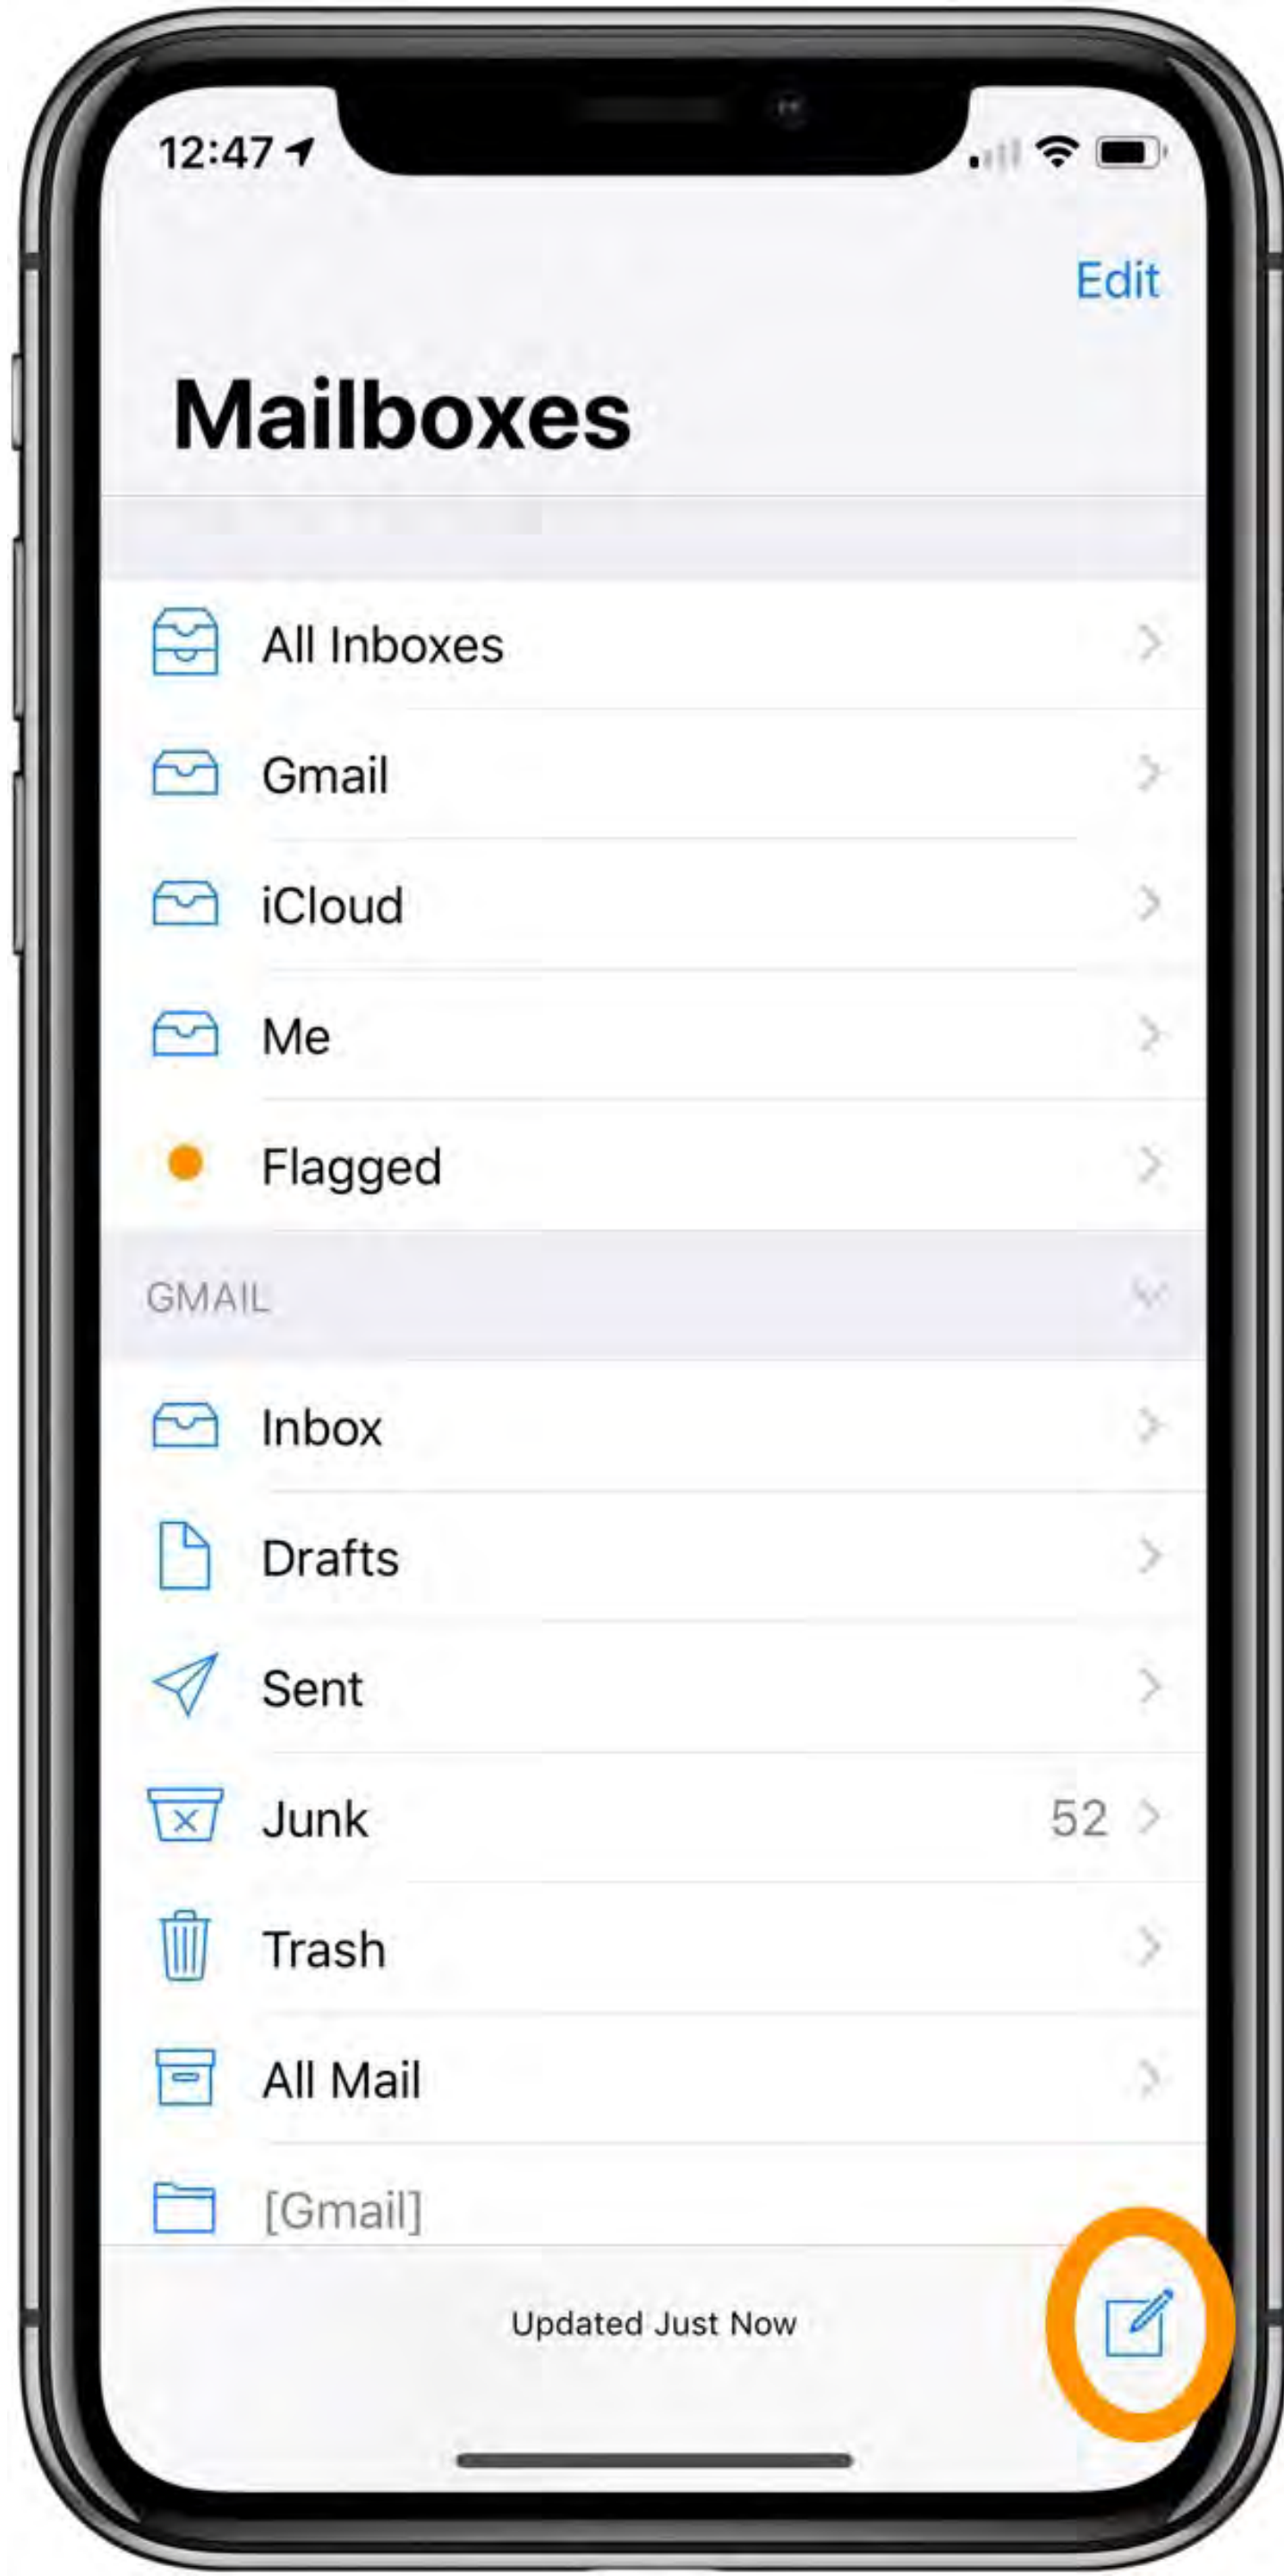 12:47
Edit
Mailboxes
All Inboxes
Gmail
iCloud
Me
Flagged
GMAIL
Inbox
Drafts
Sent
Junk 52
Trash
All Mail
[Gmail]
Updated Just Now